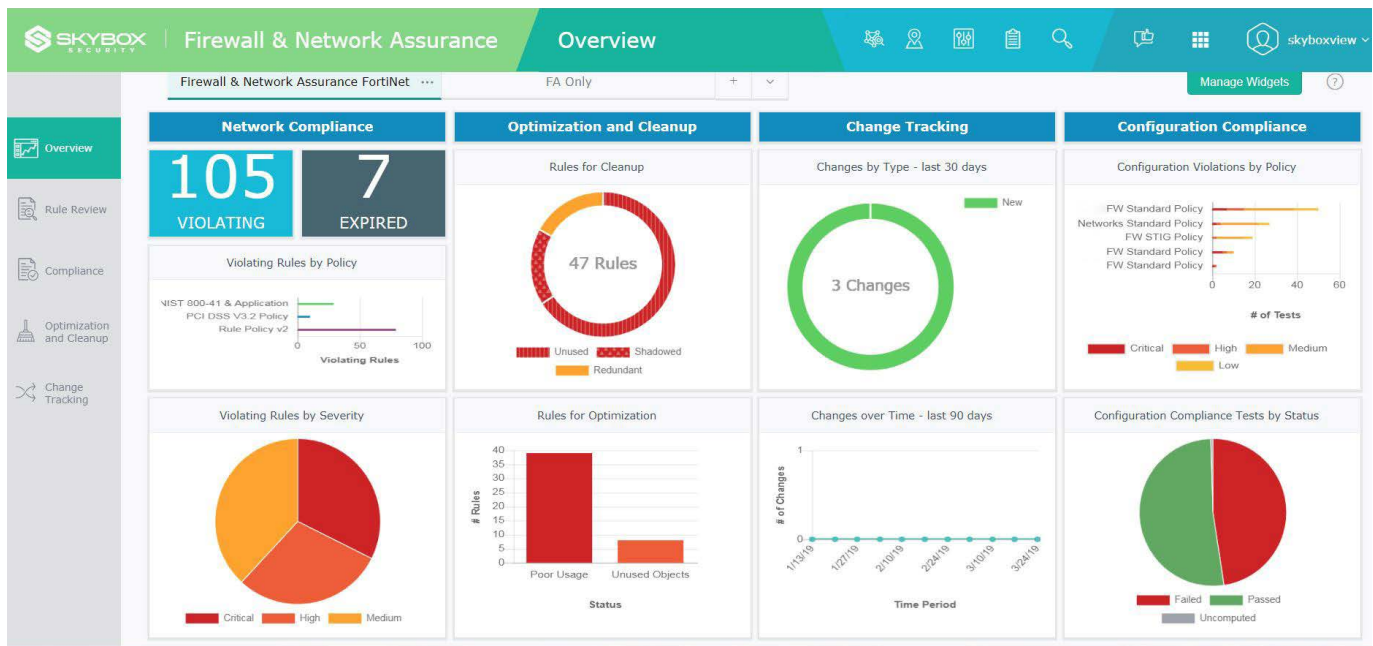 SKYBOX
SECURITY
Firewall & Network Assurance
Overview
skyboxview
Firewall & Network Assurance FortiNet ...
FA Only
+
Manage Widgets
?
Overview
Rule Review
Compliance
Optimization
and Cleanup
Change
Tracking
Network Compliance
105
VIOLATING
7
EXPIRED
Violating Rules by Policy
NIST 800-41 & Application
PCI DSS V3.2 Policy
Rule Policy v2
0 50 100
Violating Rules
Violating Rules by Severity
Critical High Medium
Optimization and Cleanup
Rules for Cleanup
47 Rules
Unused Shadowed
Redundant
Rules for Optimization
40
35
30
25
20
15
10
5
0
# Rules
Poor Usage Unused Objects
Status
Change Tracking
Changes by Type - last 30 days
New
3 Changes
Changes over Time - last 90 days
1
0
# of Changes
1/13/19 1/27/19 2/10/19 2/24/19 3/10/19 3/24/19
Time Period
Configuration Compliance
Configuration Violations by Policy
FW Standard Policy
Networks Standard Policy
FW STIG Policy
FW Standard Policy
FW Standard Policy
0 20 40 60
# of Tests
Critical High Medium
Low
Configuration Compliance Tests by Status
Failed Passed
Uncomputed